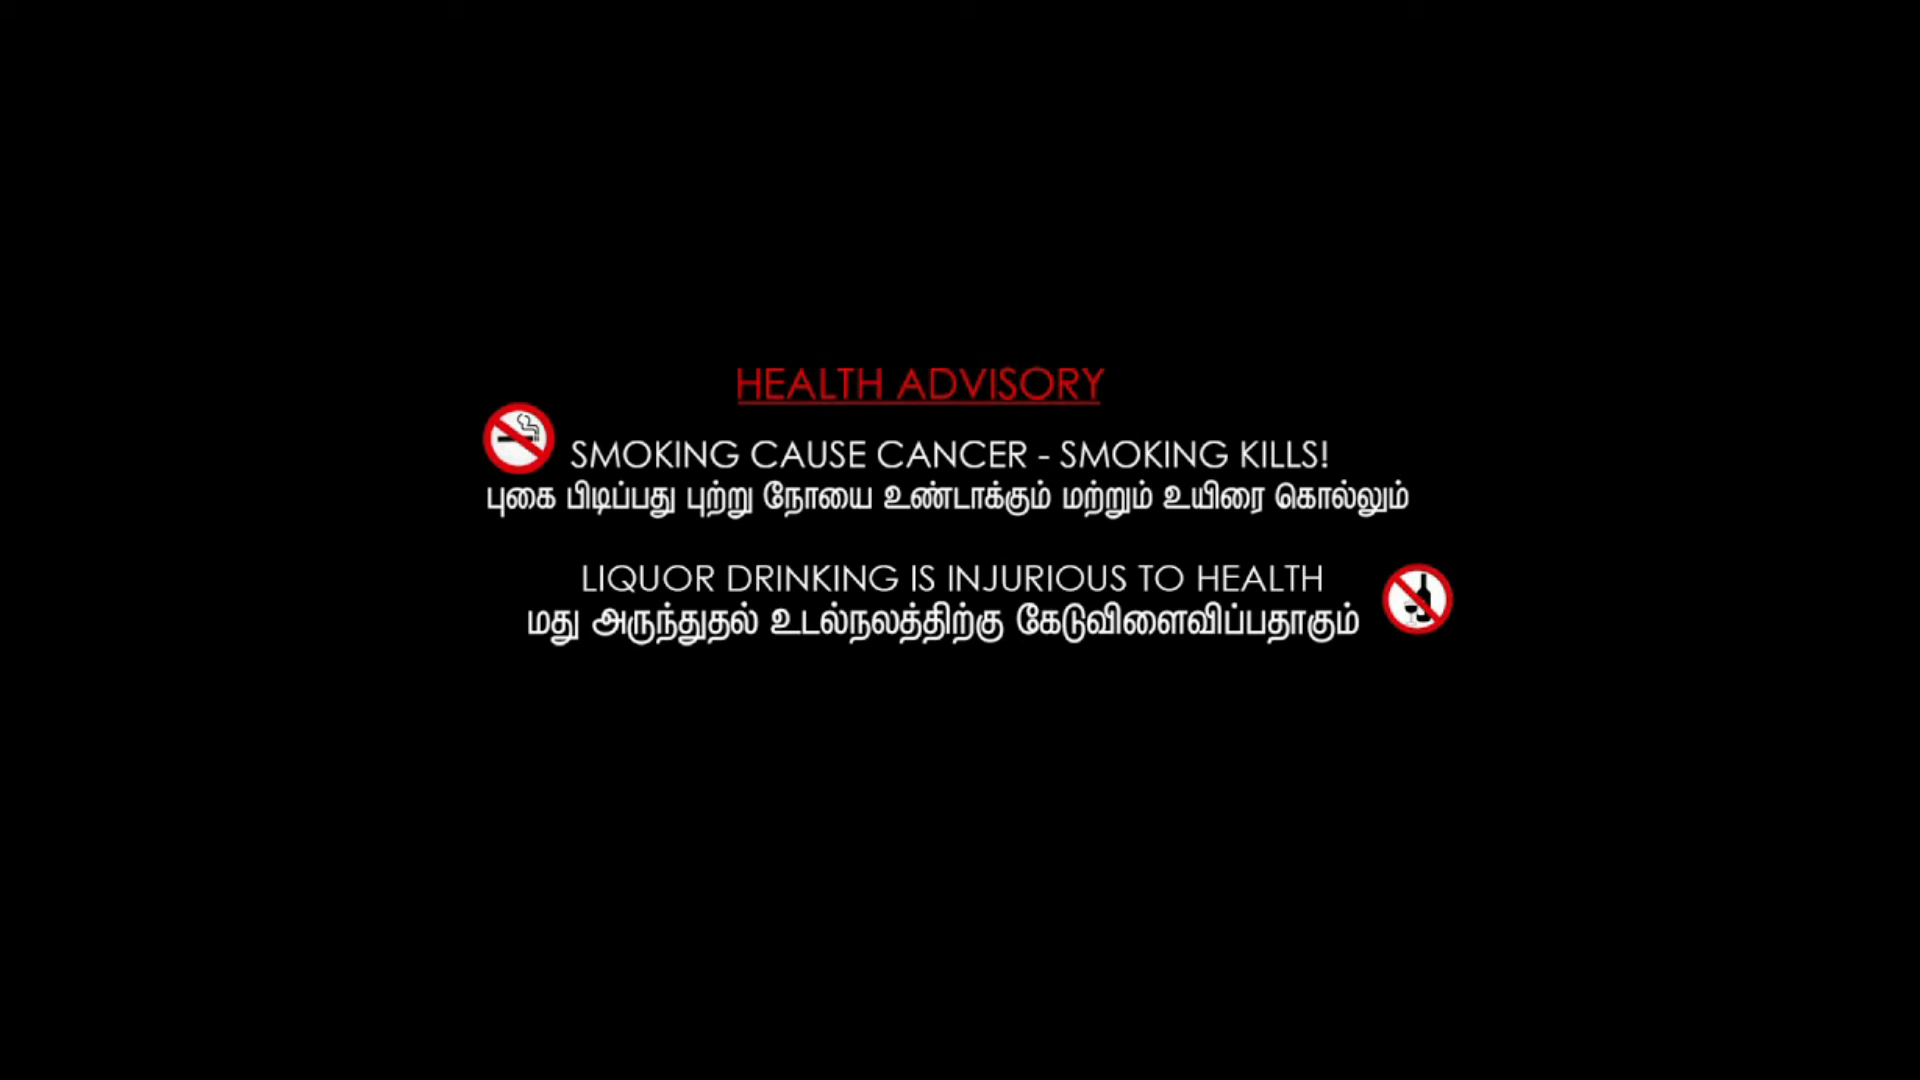 HEALTH ADVISORY
SMOKING CAUSE CANCER - SMOKING KILLS!
புகை பிடிப்பது புற்று நோயை உண்டாக்கும் மற்றும் உயிரை கொல்லும்
LIQUOR DRINKING IS INJURIOUS TO HEALTH
மது அருந்துதல் உடல்நலத்திற்கு கேடுவிளைவிப்பதாகும்